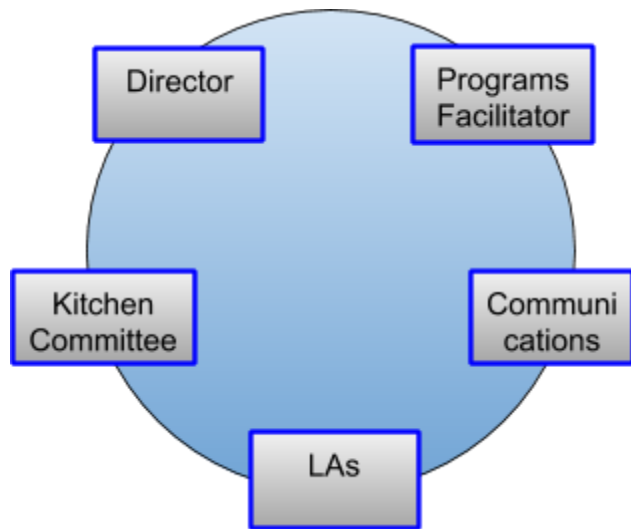 Director
Programs
Facilitator
Kitchen
Committee
Communi
cations
LAs